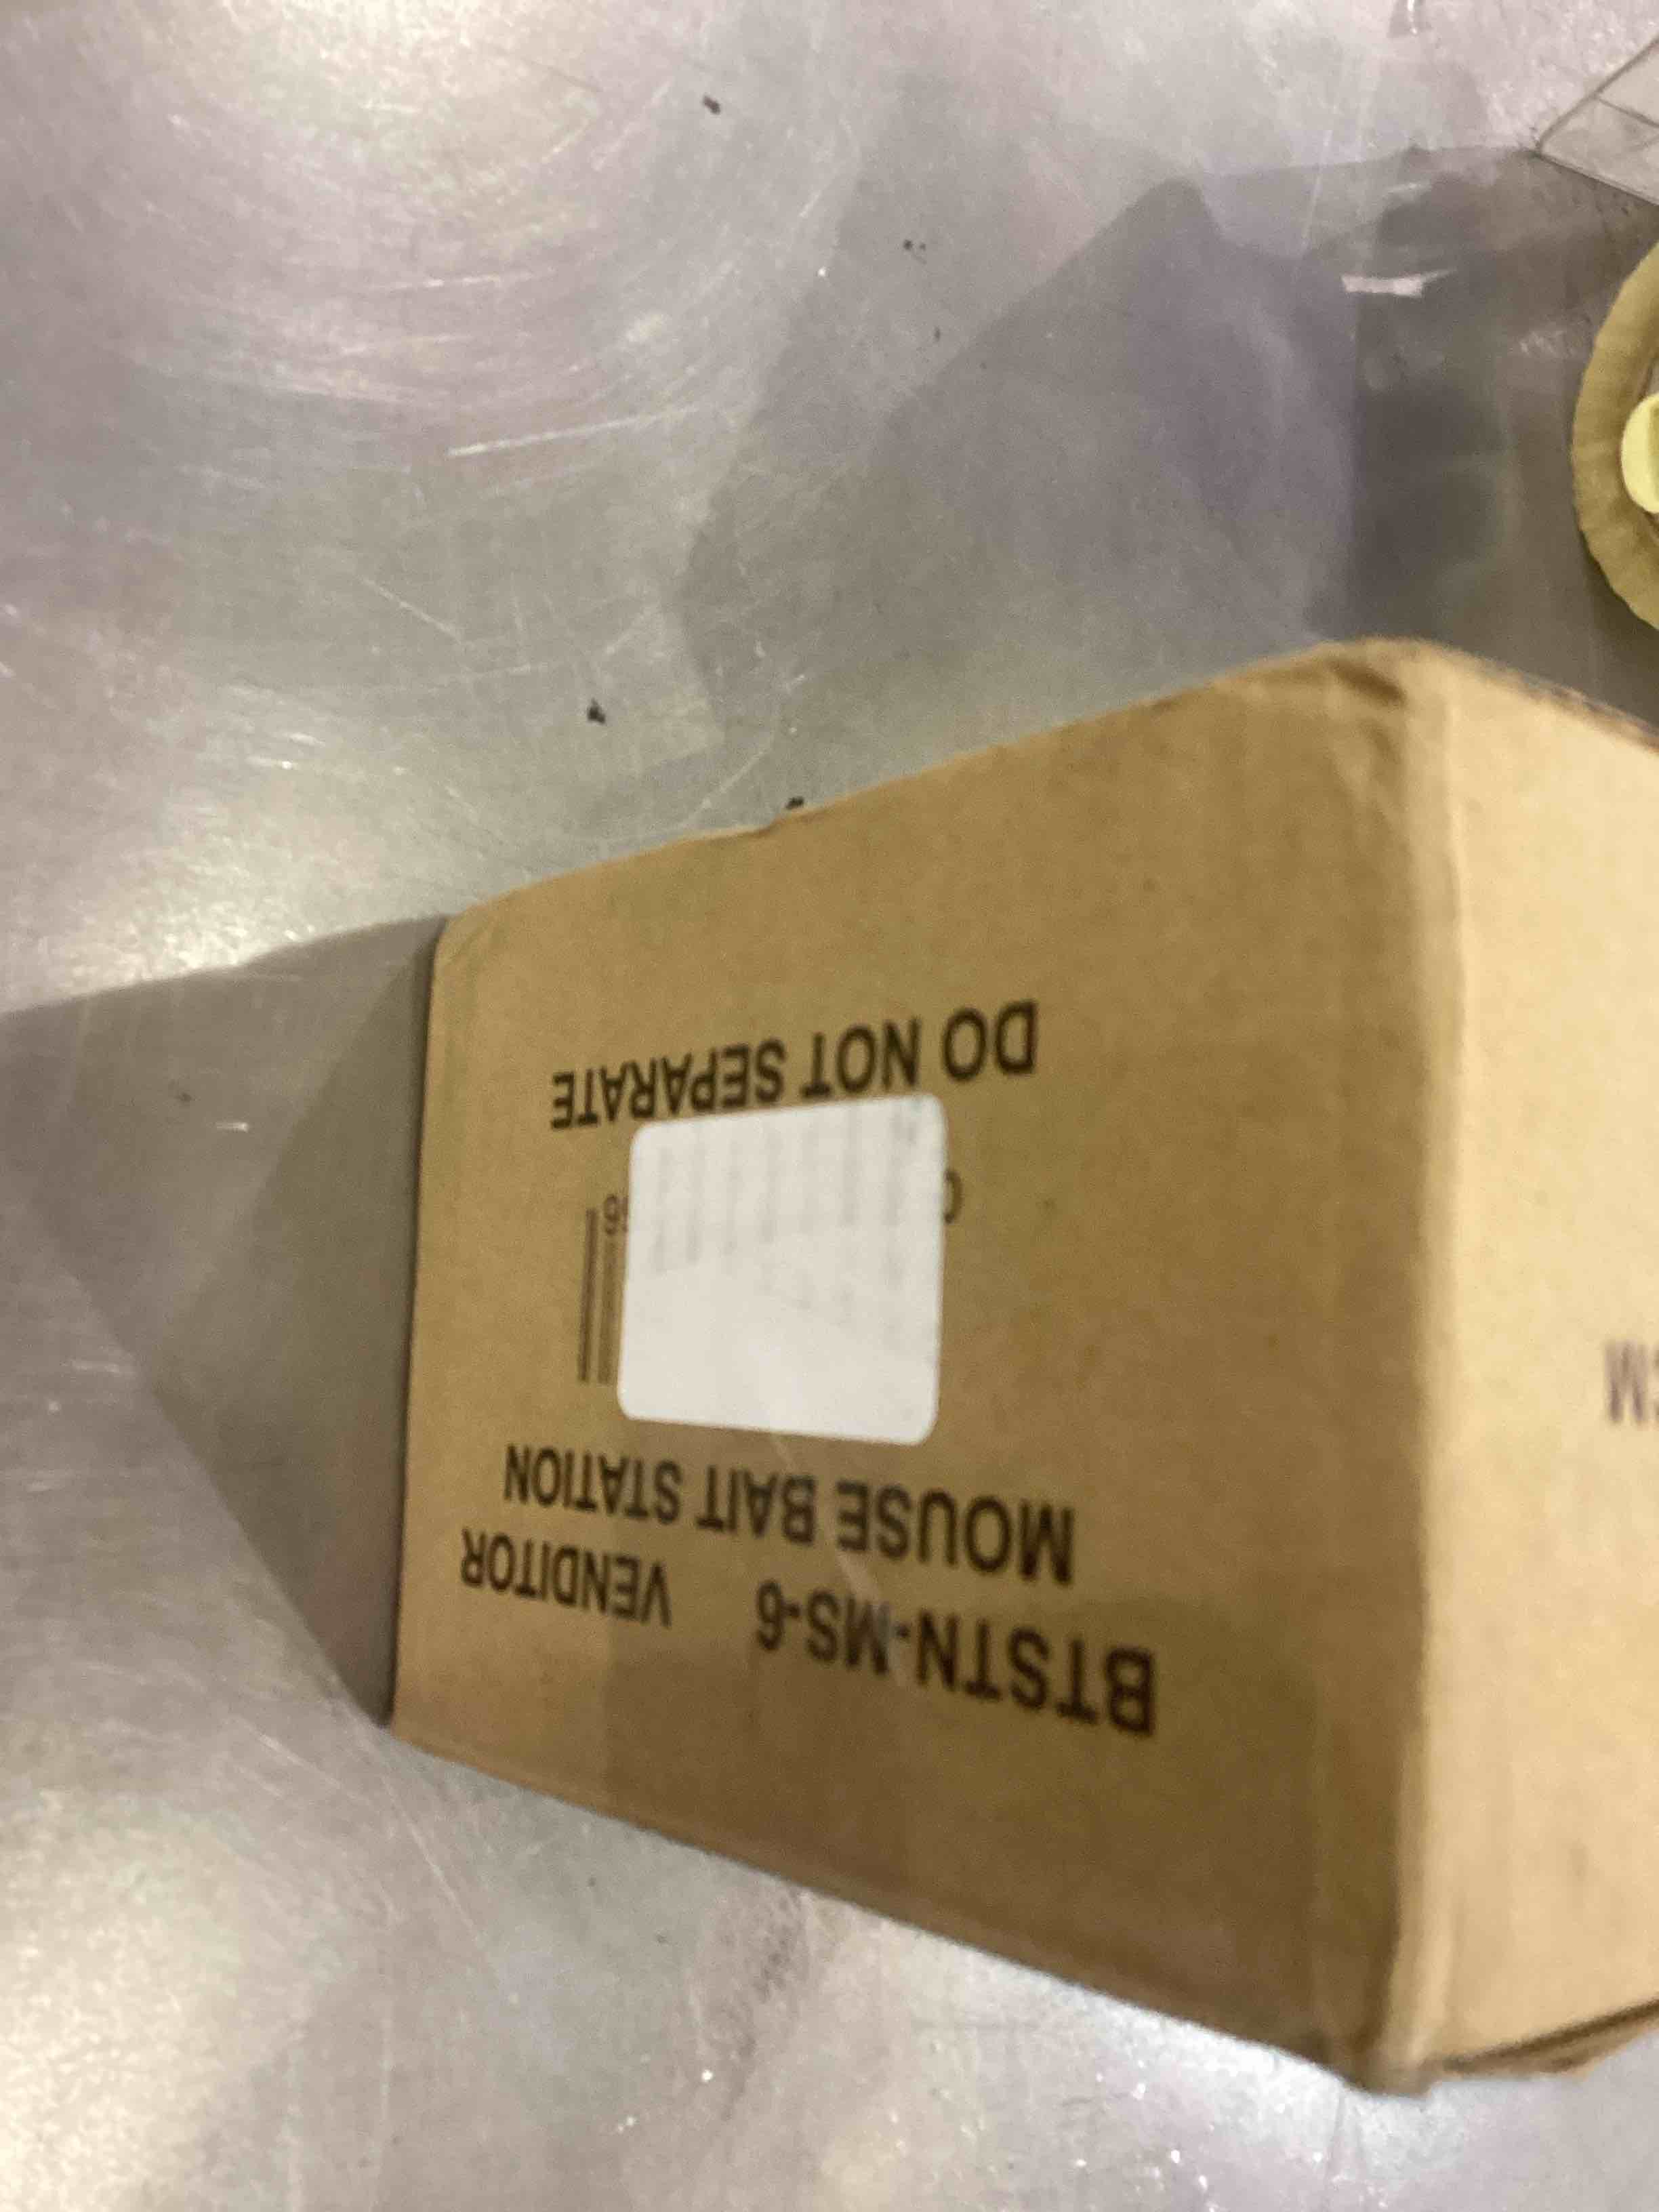 BTSTN-MS-6 VENDITOR
MOUSE BAIT STATION
DO NOT SEPARATE